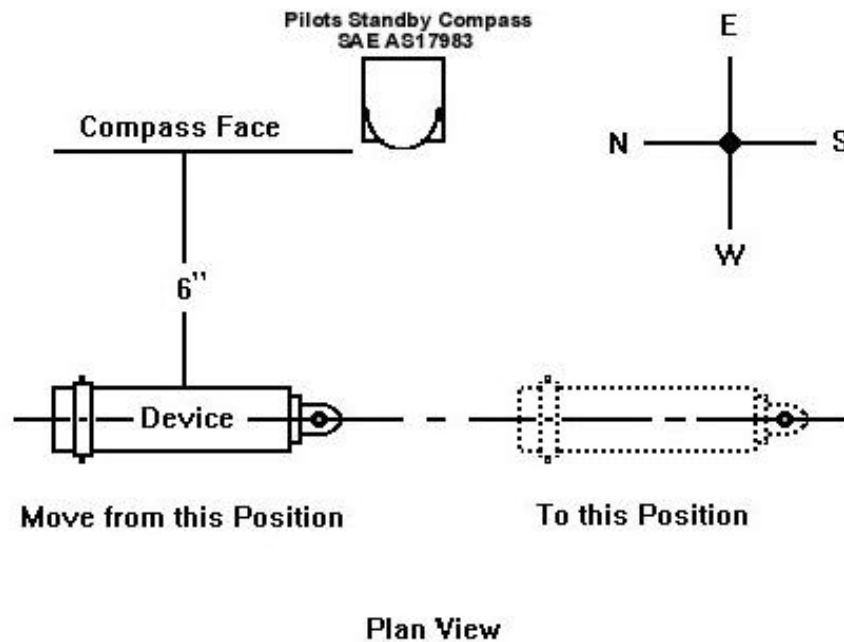 Pilots Standby Compass
SAE AS17983
E
Compass Face
N
S
W
6"
Device
Move from this Position
To this Position
Plan View